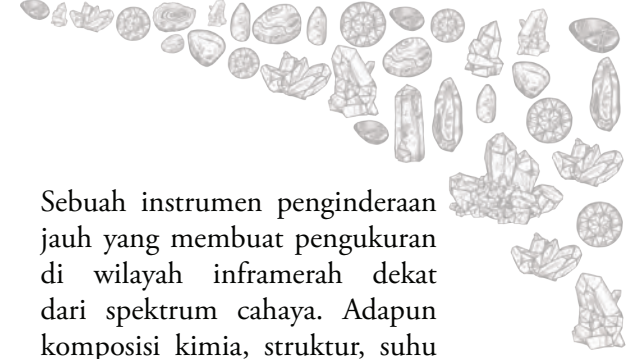 Sebuah instrumen penginderaan
jauh yang membuat pengukuran
di wilayah inframerah dekat
dari spektrum cahaya. Adapun
komposisi kimia, struktur, suhu